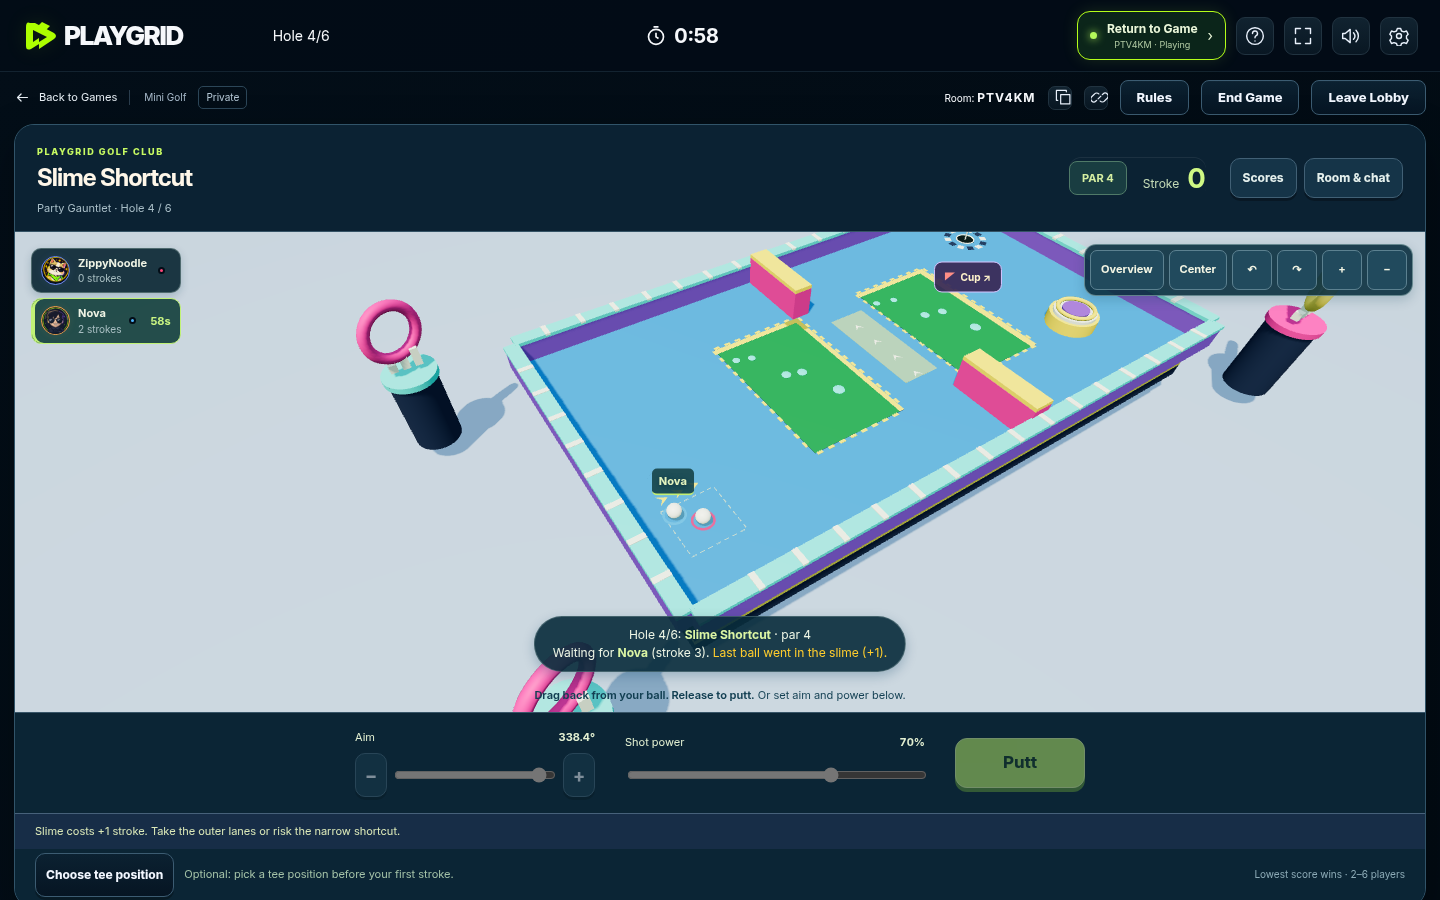 PLAYGRID
Hole 4/6
0:58
Return to Game
PTV4KM · Playing
Back to Games
Mini Golf
Private
Room: PTV4KM
Rules
End Game
Leave Lobby
PLAYGRID GOLF CLUB
Slime Shortcut
Party Gauntlet · Hole 4 / 6
PAR 4
Stroke 0
Scores
Room & chat
ZippyNoodle
0 strokes
Nova
2 strokes
58s
Overview
Center
↶
↷
+
−
Cup ↗
Nova
Hole 4/6: Slime Shortcut · par 4
Waiting for Nova (stroke 3). Last ball went in the slime (+1).
Drag back from your ball. Release to putt. Or set aim and power below.
Aim
338.4°
−
+
Shot power
70%
Putt
Slime costs +1 stroke. Take the outer lanes or risk the narrow shortcut.
Choose tee position
Optional: pick a tee position before your first stroke.
Lowest score wins · 2–6 players